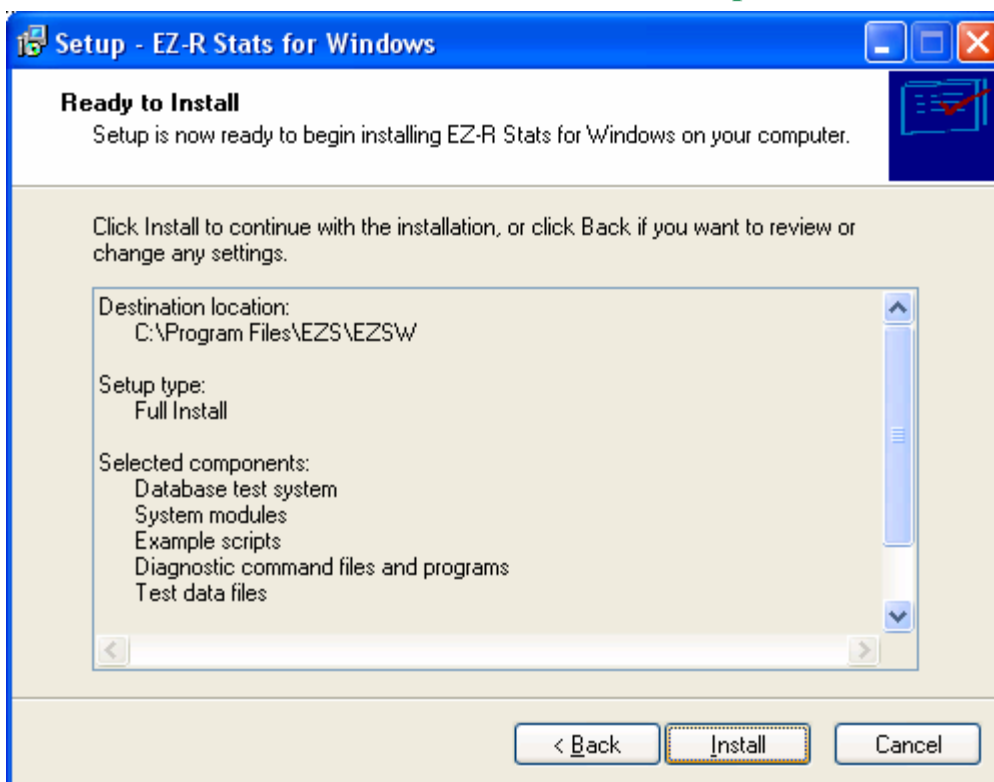 Setup - EZ-R Stats for Windows
Ready to Install
Setup is now ready to begin installing EZ-R Stats for Windows on your computer.
Click Install to continue with the installation, or click Back if you want to review or
change any settings.
Destination location:
C:\Program Files\EZS\EZSW
Setup type:
Full Install
Selected components:
Database test system
System modules
Example scripts
Diagnostic command files and programs
Test data files
< Back
Install
Cancel